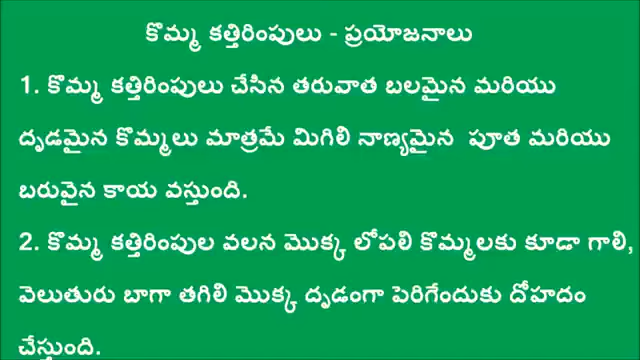 కొమ్మ కత్తిరింపులు - ప్రయోజనాలు
1. కొమ్మ కత్తిరింపులు చేసిన తరువాత బలమైన మరియు
దృడమైన కొమ్మలు మాత్రమే మిగిలి నాణ్యమైన పూత మరియు
బరువైన కాయ వస్తుంది.
2. కొమ్మ కత్తిరింపుల వలన మొక్క లోపలి కొమ్మలకు కూడా గాలి,
వెలుతురు బాగా తగిలి మొక్క దృడంగా పెరిగేందుకు దోహదం
చేస్తుంది.